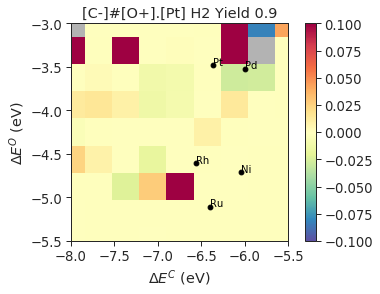 [C-]#[O+].[Pt] H2 Yield 0.9
−3.0
−3.5
−4.0
−4.5
−5.0
−5.5
ΔE^O (eV)
Pt
Pd
Rh
Ni
Ru
−8.0 −7.5 −7.0 −6.5 −6.0 −5.5
ΔE^C (eV)
0.100
0.075
0.050
0.025
0.000
−0.025
−0.050
−0.075
−0.100